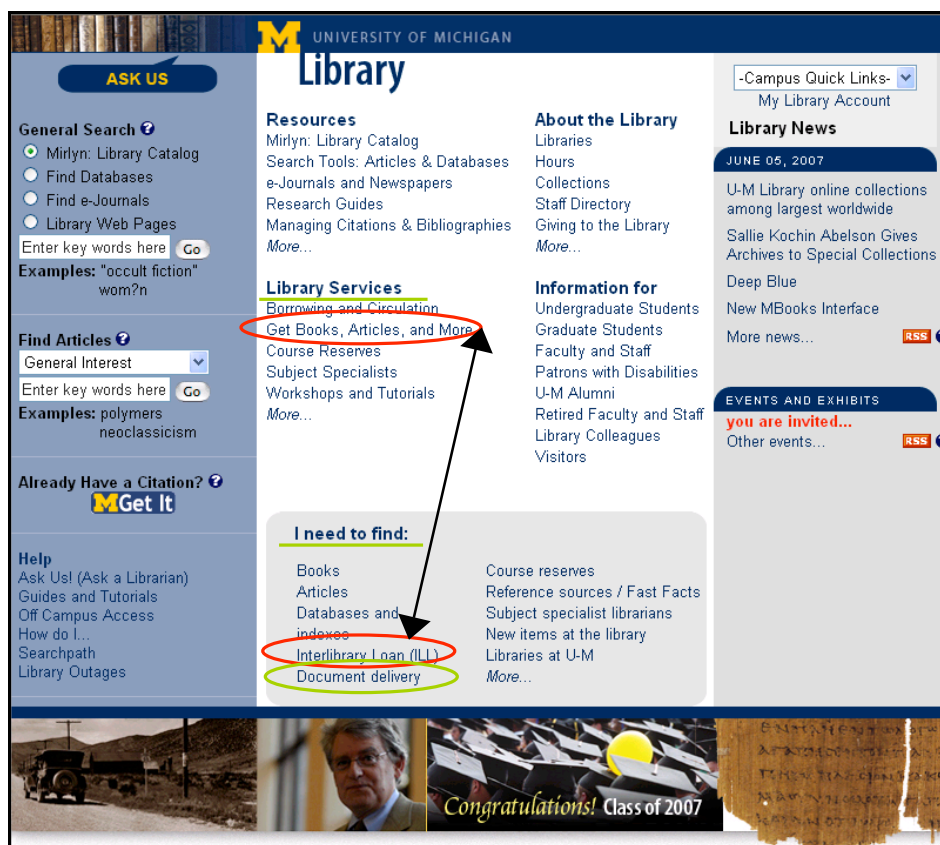 M UNIVERSITY OF MICHIGAN
Library
ASK US
General Search ?
Mirlyn: Library Catalog
Find Databases
Find e-Journals
Library Web Pages
Enter key words here Go
Examples: "occult fiction"
wom?n
Find Articles ?
General Interest
Enter key words here Go
Examples: polymers
neoclassicism
Already Have a Citation? ?
MGet It
Help
Ask Us! (Ask a Librarian)
Guides and Tutorials
Off Campus Access
How do I...
Searchpath
Library Outages
Resources
Mirlyn: Library Catalog
Search Tools: Articles & Databases
e-Journals and Newspapers
Research Guides
Managing Citations & Bibliographies
More...
About the Library
Libraries
Hours
Collections
Staff Directory
Giving to the Library
More...
Library Services
Borrowing and Circulation
Get Books, Articles, and More
Course Reserves
Subject Specialists
Workshops and Tutorials
More...
Information for
Undergraduate Students
Graduate Students
Faculty and Staff
Patrons with Disabilities
U-M Alumni
Retired Faculty and Staff
Library Colleagues
Visitors
I need to find:
Books
Articles
Databases and
indexes
Interlibrary Loan (ILL)
Document delivery
Course reserves
Reference sources / Fast Facts
Subject specialist librarians
New items at the library
Libraries at U-M
More...
-Campus Quick Links-
My Library Account
Library News
JUNE 05, 2007
U-M Library online collections
among largest worldwide
Sallie Kochin Abelson Gives
Archives to Special Collections
Deep Blue
New MBooks Interface
More news... RSS
EVENTS AND EXHIBITS
you are invited...
Other events... RSS
Congratulations! Class of 2007